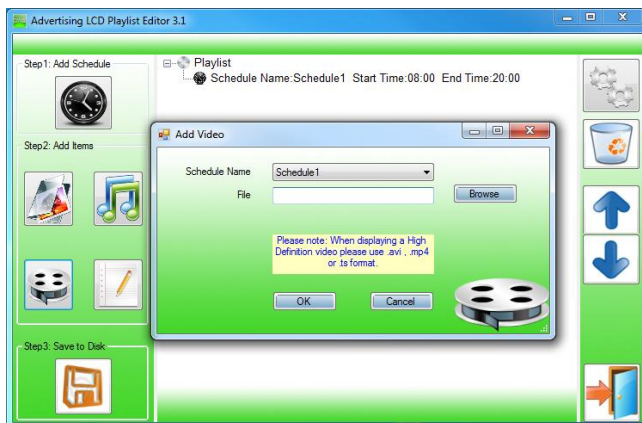 Advertising LCD Playlist Editor 3.1
Step1: Add Schedule
Playlist
Schedule Name:Schedule1 Start Time:08:00 End Time:20:00
Step2: Add Items
Add Video
Schedule Name
Schedule1
File
Browse
Please note: When displaying a High
Definition video please use .avi , .mp4
or .ts format.
OK
Cancel
Step3: Save to Disk